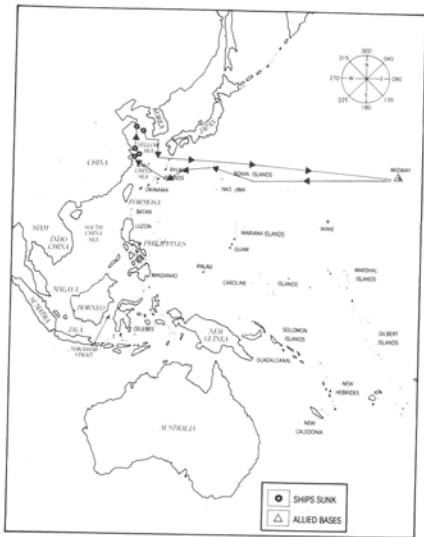 000
315
045
N
270
W
E
090
S
225
135
180
KOREA
JAPAN
YELLOW
SEA
CHINA
EAST
CHINA
SEA
RYUKYU
ISLANDS
BONIN ISLANDS
MIDWAY
OKINAWA
IWO JIMA
FORMOSA
BATAN
LUZON
WAKE
SIAM
INDO
CHINA
SOUTH
CHINA
SEA
MARIANA ISLANDS
PHILIPPINES
GUAM
MINDANAO
PALAU
CAROLINE
ISLANDS
MARSHAL
ISLANDS
MALAYA
SUMATRA
BORNEO
GILBERT
ISLANDS
CELEBES
NEW
GUINEA
SOLOMON
ISLANDS
JAVA
MAKASSAR
STRAIT
GUADALCANAL
NEW
HEBRIDES
NEW
CALEDONIA
AUSTRALIA
SHIPS SUNK
ALLIED BASES